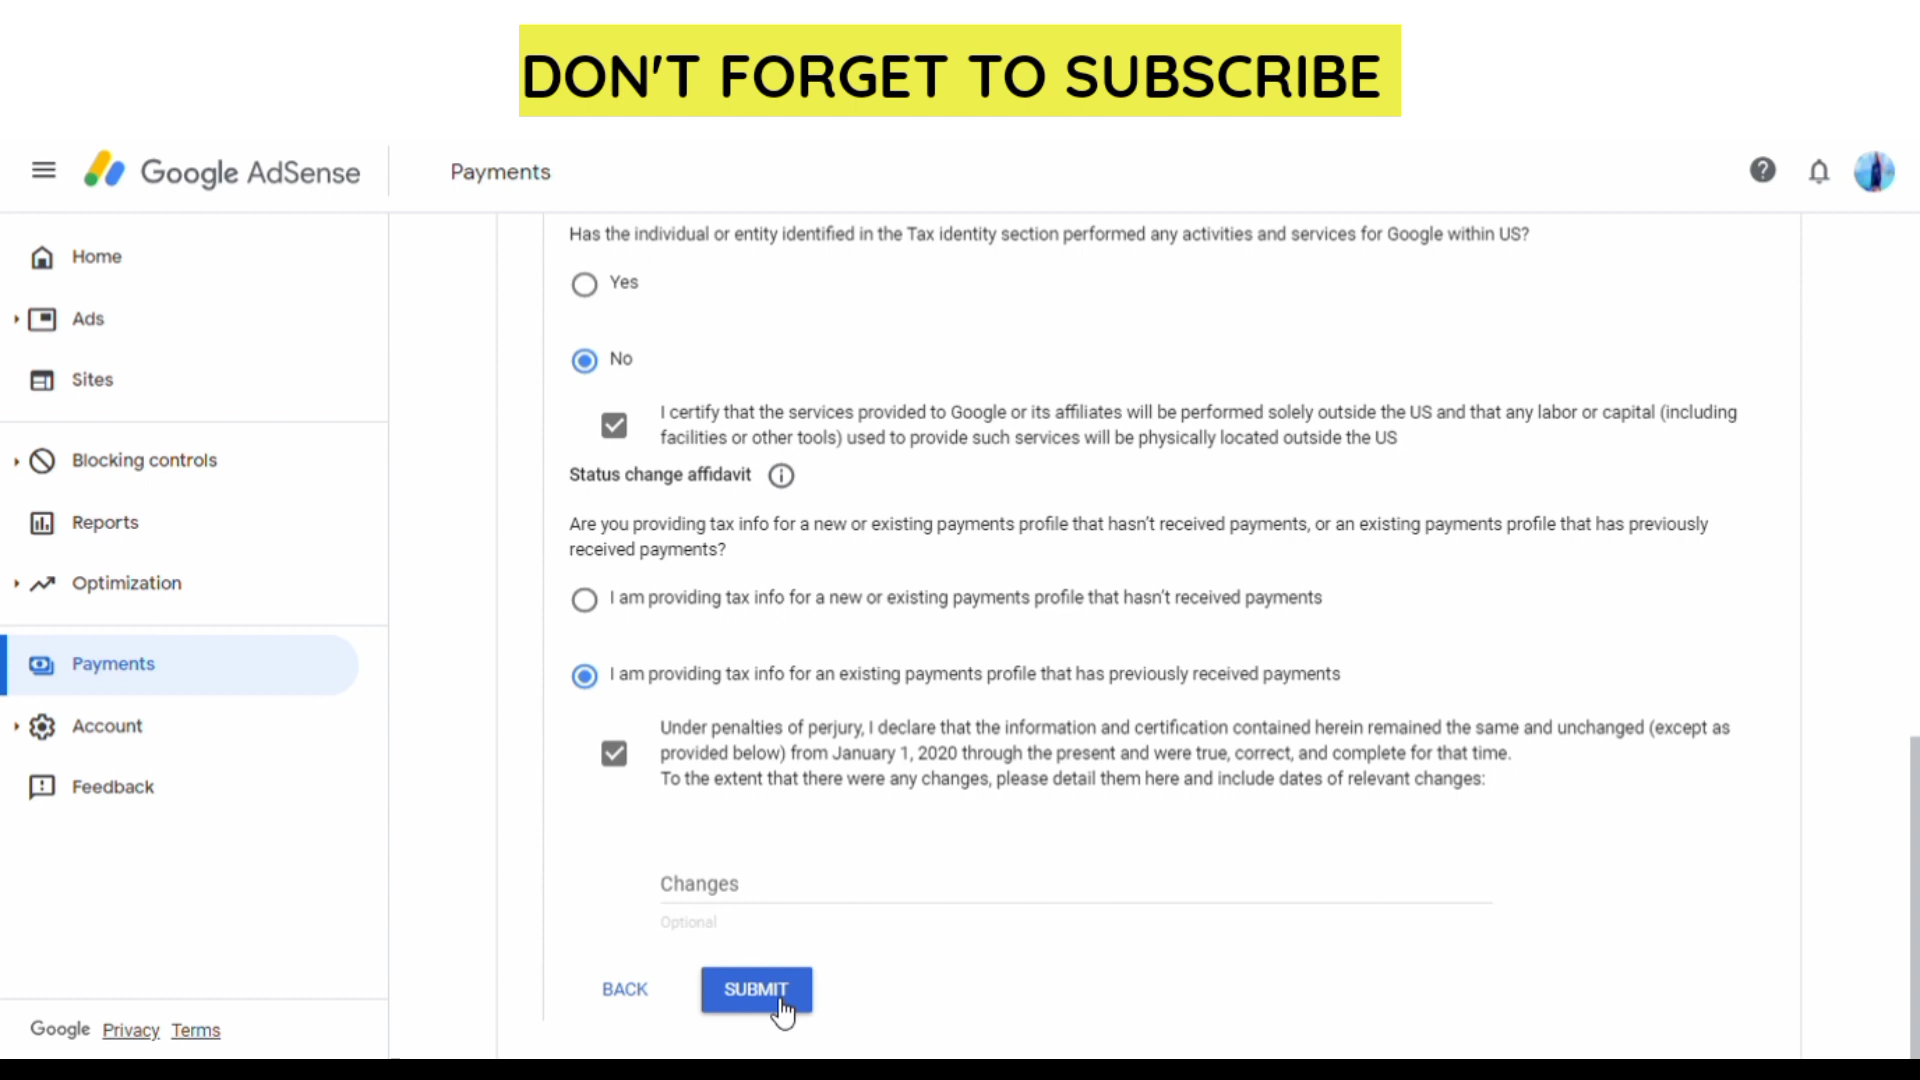 DON'T FORGET TO SUBSCRIBE
Google AdSense
Payments
Home
Ads
Sites
Blocking controls
Reports
Optimization
Payments
Account
Feedback
Google Privacy Terms
Has the individual or entity identified in the Tax identity section performed any activities and services for Google within US?
Yes
No
I certify that the services provided to Google or its affiliates will be performed solely outside the US and that any labor or capital (including
facilities or other tools) used to provide such services will be physically located outside the US
Status change affidavit
Are you providing tax info for a new or existing payments profile that hasn't received payments, or an existing payments profile that has previously
received payments?
I am providing tax info for a new or existing payments profile that hasn't received payments
I am providing tax info for an existing payments profile that has previously received payments
Under penalties of perjury, I declare that the information and certification contained herein remained the same and unchanged (except as
provided below) from January 1, 2020 through the present and were true, correct, and complete for that time.
To the extent that there were any changes, please detail them here and include dates of relevant changes:
Changes
Optional
BACK
SUBMIT